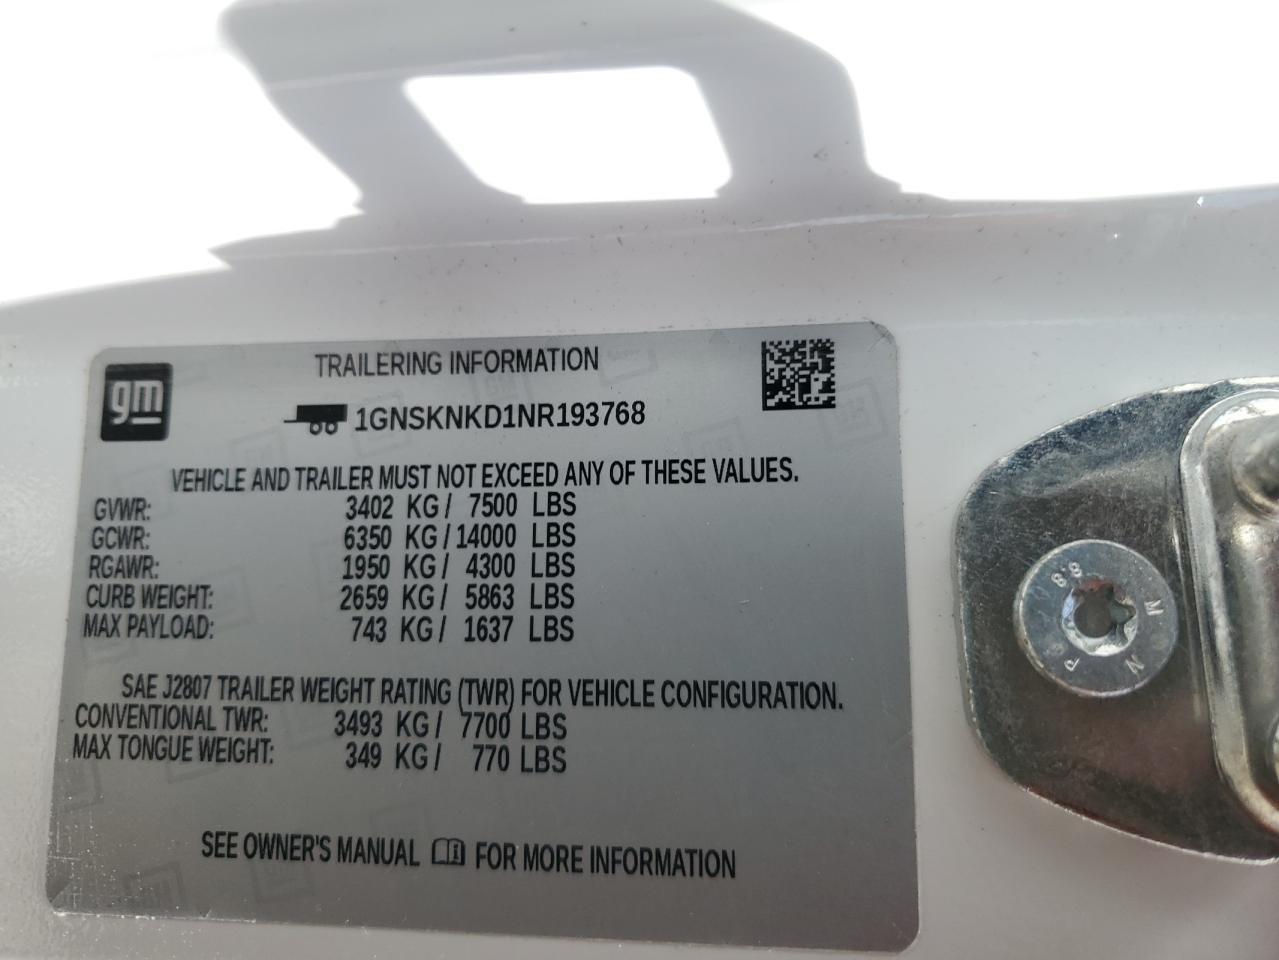 gm
TRAILERING INFORMATION
1GNSKNKD1NR193768
VEHICLE AND TRAILER MUST NOT EXCEED ANY OF THESE VALUES.
GVWR: 3402 KG/ 7500 LBS
GCWR: 6350 KG/14000 LBS
RGAWR: 1950 KG/ 4300 LBS
CURB WEIGHT: 2659 KG/ 5863 LBS
MAX PAYLOAD: 743 KG/ 1637 LBS
SAE J2807 TRAILER WEIGHT RATING (TWR) FOR VEHICLE CONFIGURATION.
CONVENTIONAL TWR: 3493 KG/ 7700 LBS
MAX TONGUE WEIGHT: 349 KG/ 770 LBS
SEE OWNER'S MANUAL FOR MORE INFORMATION
8.8
M
N
P